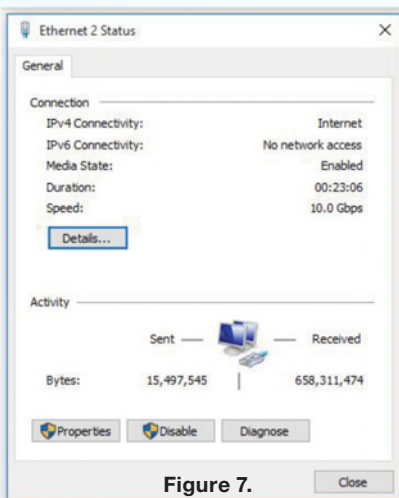 Ethernet 2 Status
General
Connection
IPv4 Connectivity: Internet
IPv6 Connectivity: No network access
Media State: Enabled
Duration: 00:23:06
Speed: 10.0 Gbps
Details...
Activity
Sent Received
Bytes: 15,497,545 658,311,474
Properties Disable Diagnose
Figure 7. Close